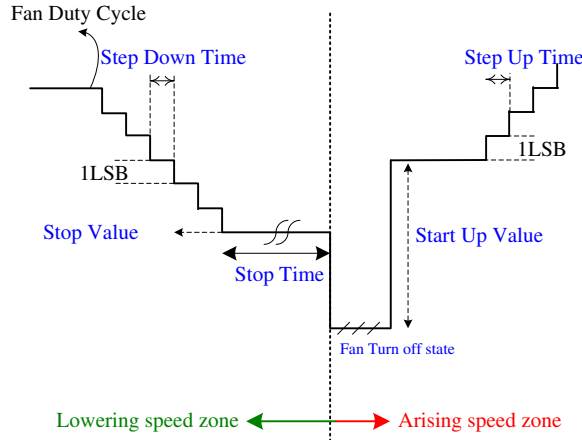 Fan Duty Cycle
Step Down Time
Step Up Time
1LSB
1LSB
Stop Value
Start Up Value
Stop Time
Fan Turn off state
Lowering speed zone
Arising speed zone